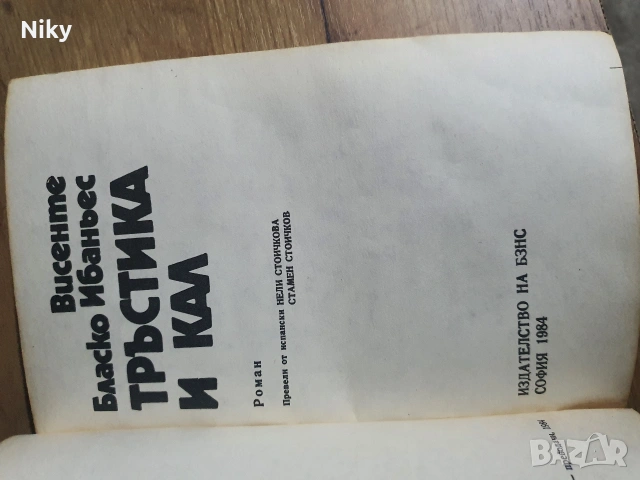 Niky
Висенте
Бласко Ибаньес
ТРЪСТИКА
И КАЛ
Роман
Превели от испански НЕЛИ СТОИЧКОВА
СТАМЕН СТОИЧКОВ
ИЗДАТЕЛСТВО НА БЗНС
СОФИЯ 1984
BAZAR